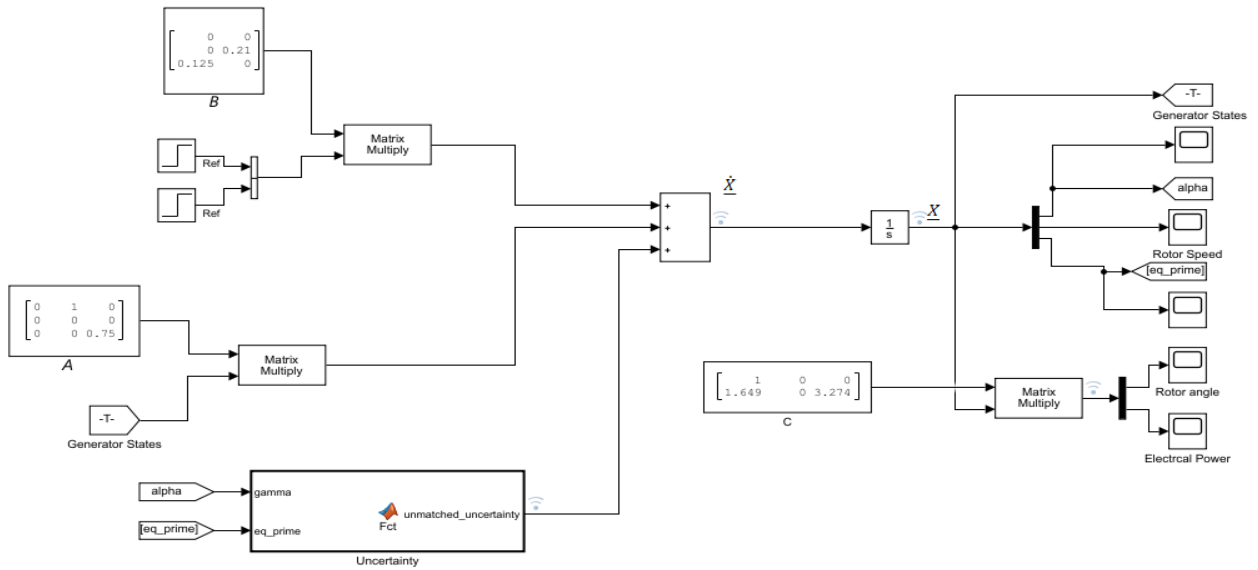 0 0
0 0.21
0.125 0
B
Ref
Ref
Matrix
Multiply
0 1 0
0 0 0
0 0 0.75
A
-T-
Generator States
Matrix
Multiply
alpha
[eq_prime]
gamma
eq_prime
Fct
unmatched_uncertainty
Uncertainty
+
+
+
Ẋ
1
s
X
-T-
Generator States
alpha
Rotor Speed
[eq_prime]
1 0 0
1.649 0 3.274
C
Matrix
Multiply
Rotor angle
Electrcal Power